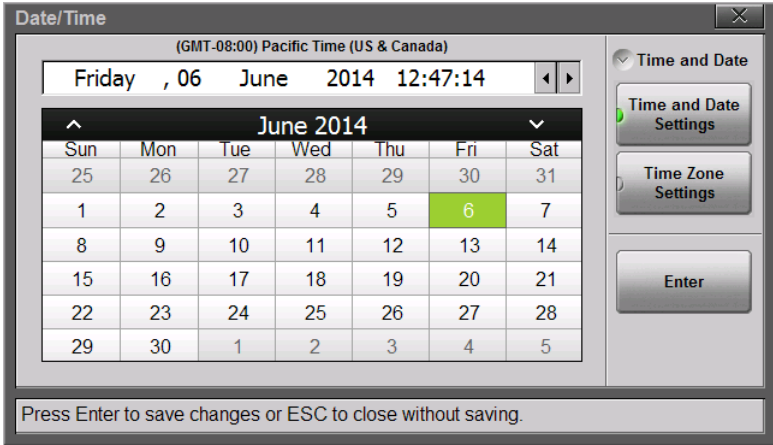 Date/Time
(GMT-08:00) Pacific Time (US & Canada)
Friday , 06 June 2014 12:47:14
June 2014
Sun Mon Tue Wed Thu Fri Sat
25 26 27 28 29 30 31
1 2 3 4 5 6 7
8 9 10 11 12 13 14
15 16 17 18 19 20 21
22 23 24 25 26 27 28
29 30 1 2 3 4 5
Time and Date
Time and Date
Settings
Time Zone
Settings
Enter
Press Enter to save changes or ESC to close without saving.